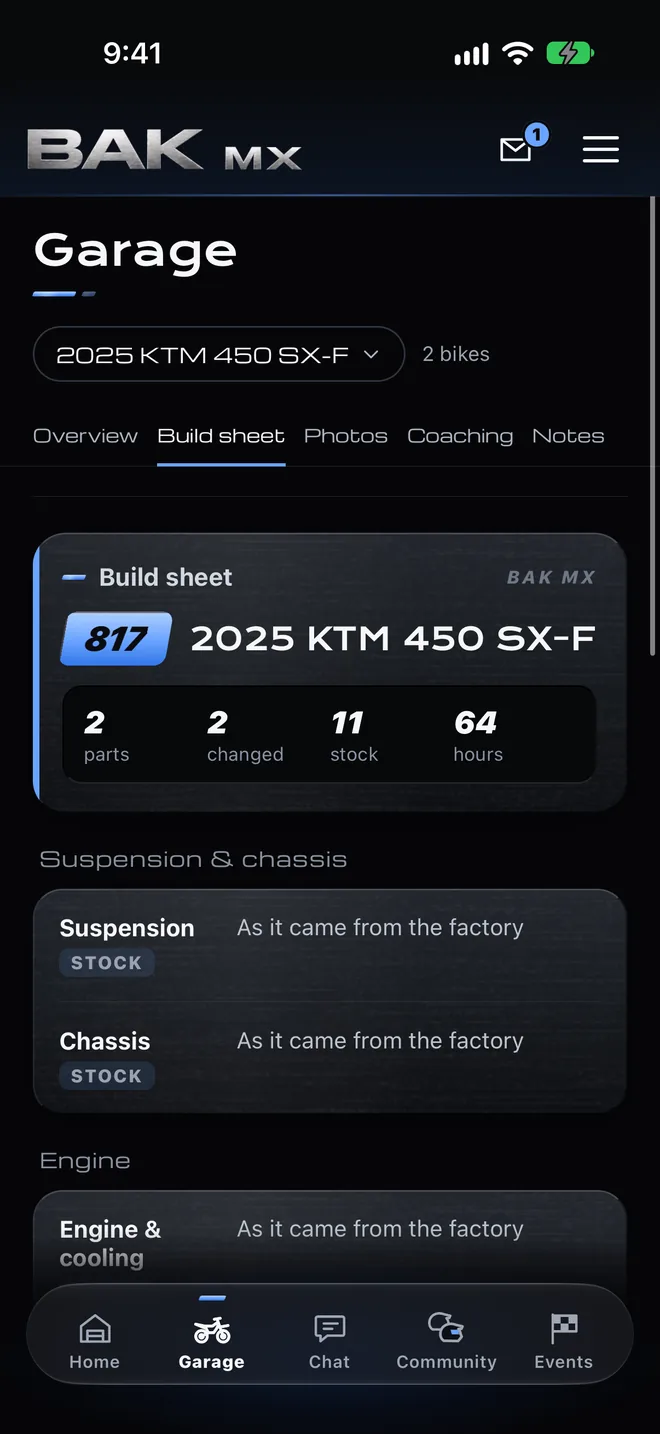 9:41
BAK MX
1
Garage
2025 KTM 450 SX-F
2 bikes
Overview Build sheet Photos Coaching Notes
Build sheet
BAK MX
817 2025 KTM 450 SX-F
2 2 11 64
parts changed stock hours
Suspension & chassis
Suspension As it came from the factory
STOCK
Chassis As it came from the factory
STOCK
Engine
Engine & As it came from the factory
cooling
Home Garage Chat Community Events